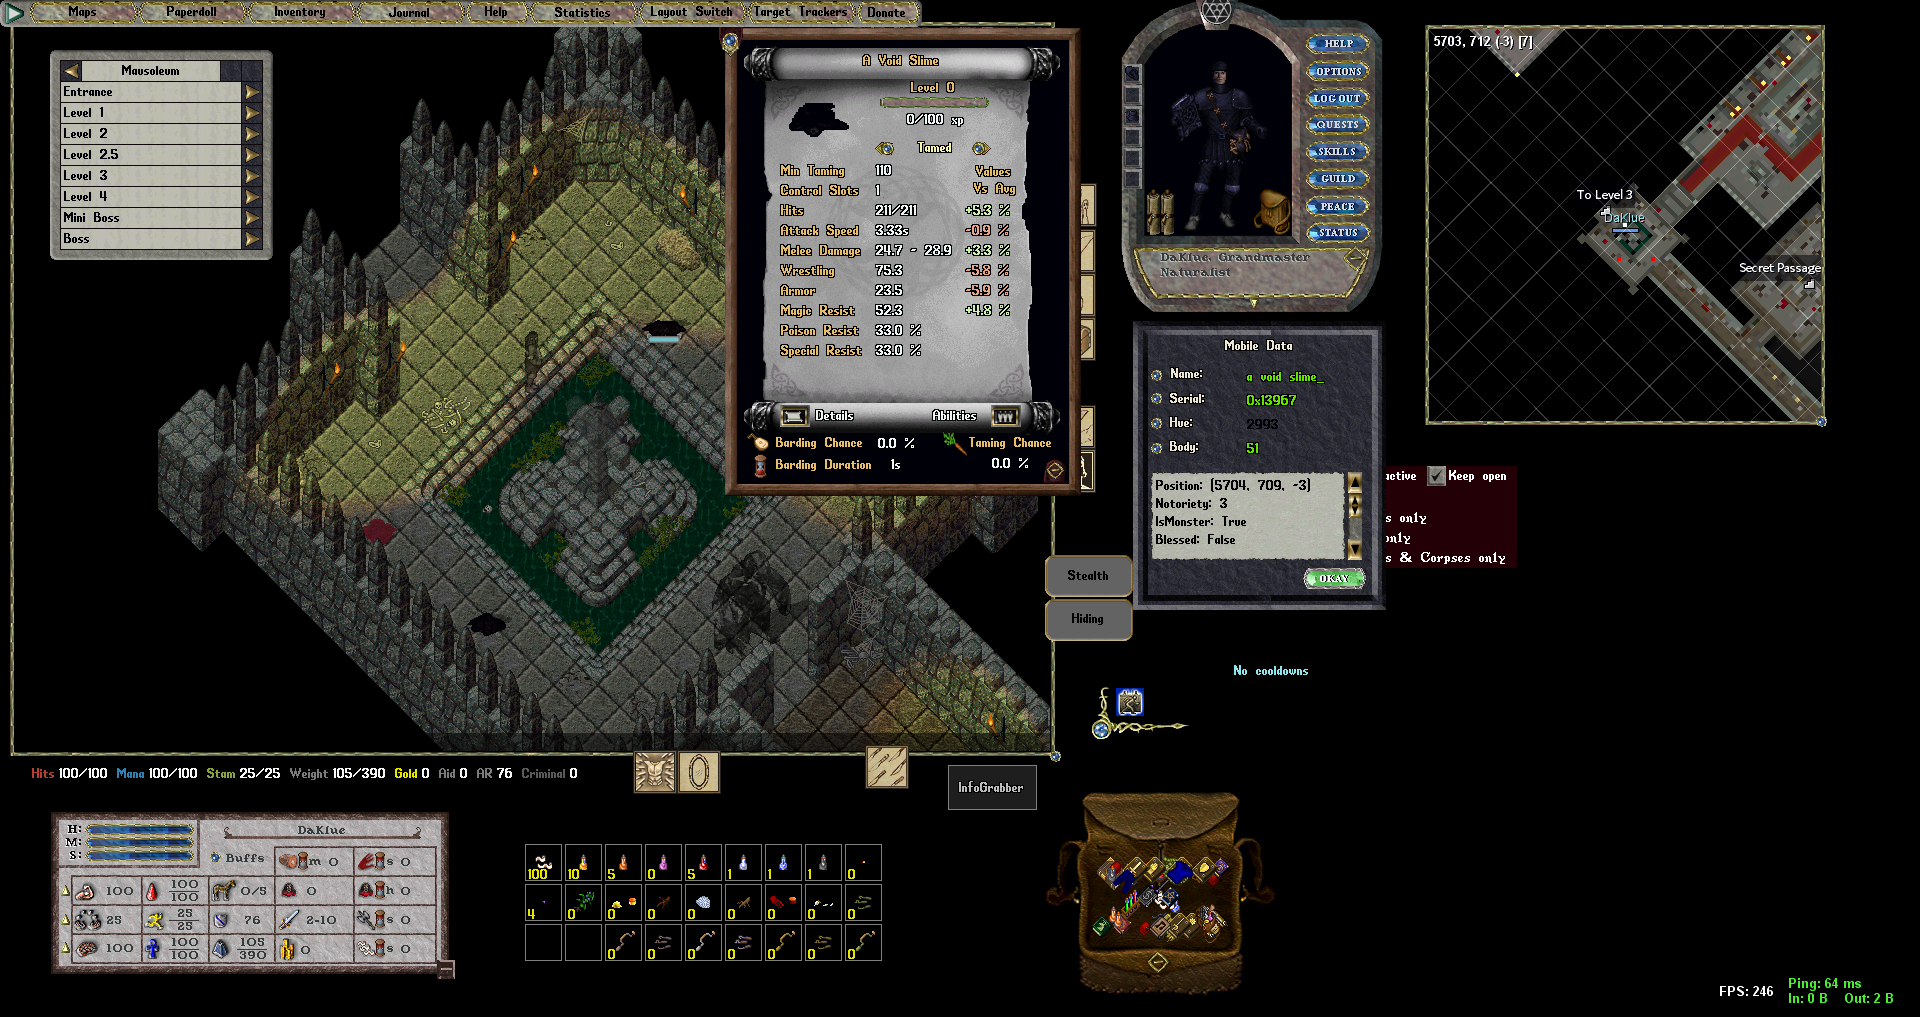 Maps
Paperdoll
Inventory
Journal
Help
Statistics
Layout Switch
Target Trackers
Donate
Mausoleum
Entrance
Level 1
Level 2
Level 2.5
Level 3
Level 4
Mini Boss
Boss
A Void Slime
Level 0
0/100 xp
Tamed
Min Taming 110 Values
Control Slots 1 Vs Avg
Hits 211/211 +5.3 %
Attack Speed 3.33s -0.9 %
Melee Damage 24.7 - 28.9 +3.3 %
Wrestling 75.3 -5.8 %
Armor 23.5 -5.9 %
Magic Resist 52.3 +4.8 %
Poison Resist 33.0 %
Special Resist 33.0 %
Details Abilities
Barding Chance 0.0 % Taming Chance
Barding Duration 1s 0.0 %
HELP
OPTIONS
LOG OUT
QUESTS
SKILLS
GUILD
PEACE
STATUS
DaKlue, Grandmaster
Naturalist
5703, 712 (-3) [7]
To Level 3
DaKlue
Secret Passage
Mobile Data
Name: a void slime_
Serial: 0x13967
Hue: 2993
Body: 51
Position: (5704, 709, -3)
Notoriety: 3
IsMonster: True
Blessed: False
OKAY
active Keep open
s only
only
s & Corpses only
Stealth
Hiding
No cooldowns
Hits 100/100 Mana 100/100 Stam 25/25 Weight 105/390 Gold 0 Aid 0 AR 76 Criminal 0
InfoGrabber
H:
M:
S:
DaKlue
Buffs m 0 s 0
100 100/100 0/5 0 h 0
25 25/25 76 2-10 s 0
100 100/100 105/390 0 s 0
100 10 5 0 5 1 1 1 0
4 0 0 0 0 0 0 0 0
0 0 0 0 0 0 0
FPS: 246
Ping: 64 ms
In: 0 B Out: 2 B